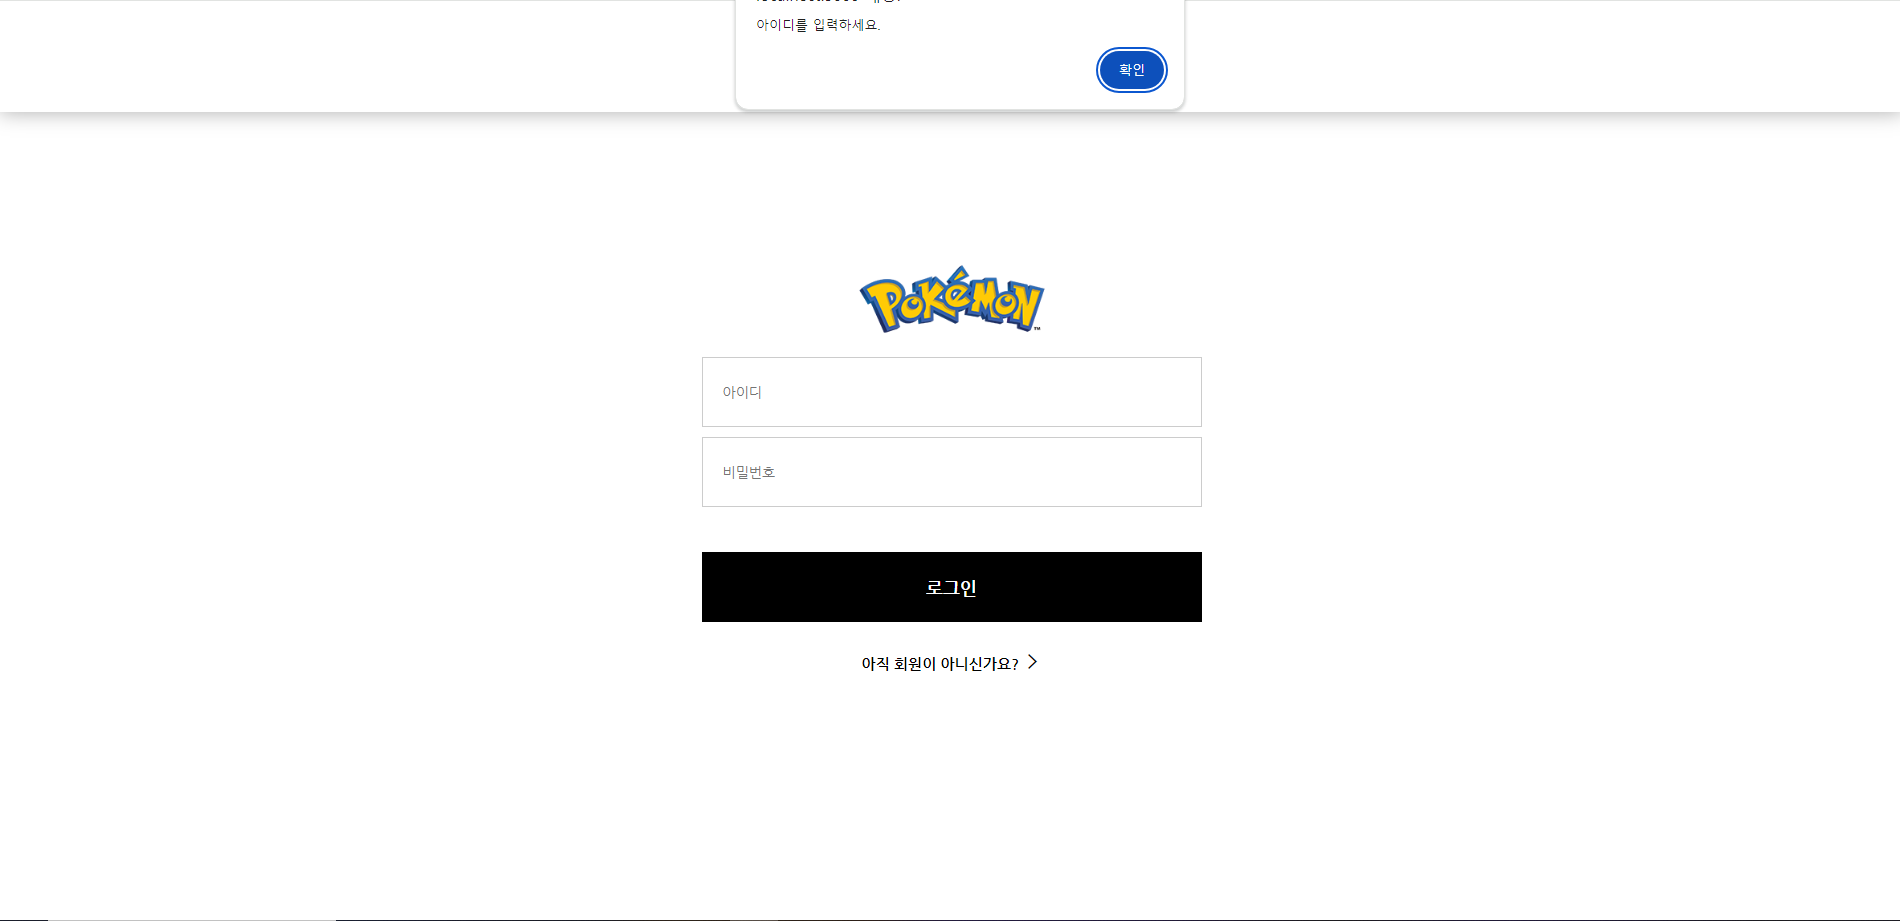 아이디를 입력하세요.
확인
POKéMON
아이디
비밀번호
로그인
아직 회원이 아니신가요?